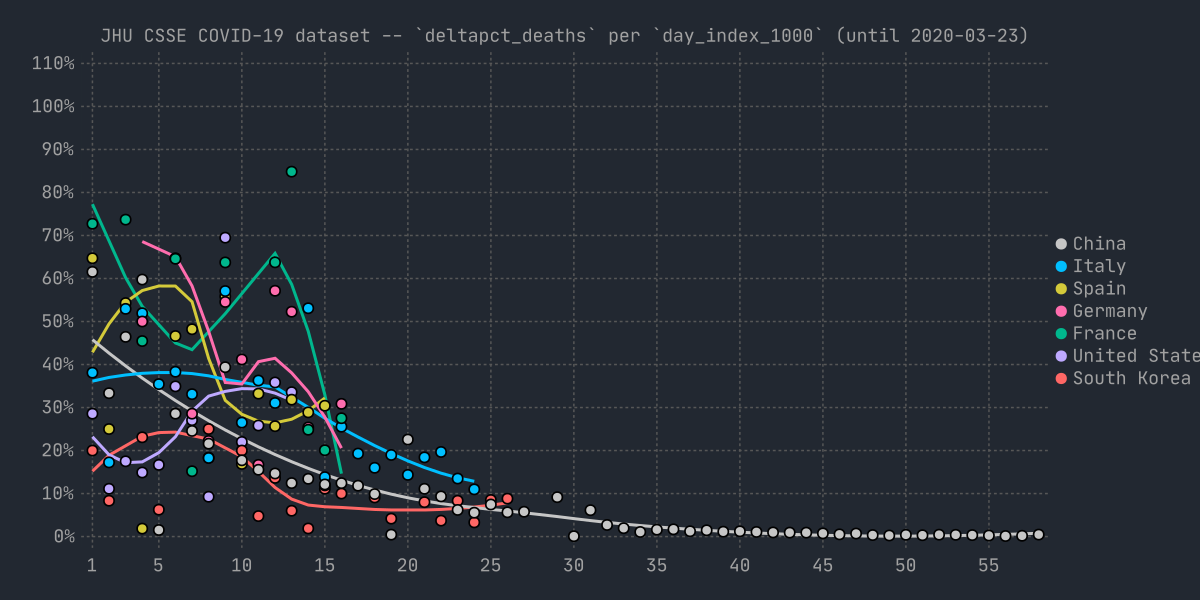 JHU CSSE COVID-19 dataset -- `deltapct_deaths` per `day_index_1000` (until 2020-03-23)
110%
100%
90%
80%
70%
60%
50%
40%
30%
20%
10%
0%
1 5 10 15 20 25 30 35 40 45 50 55
China
Italy
Spain
Germany
France
United State
South Korea